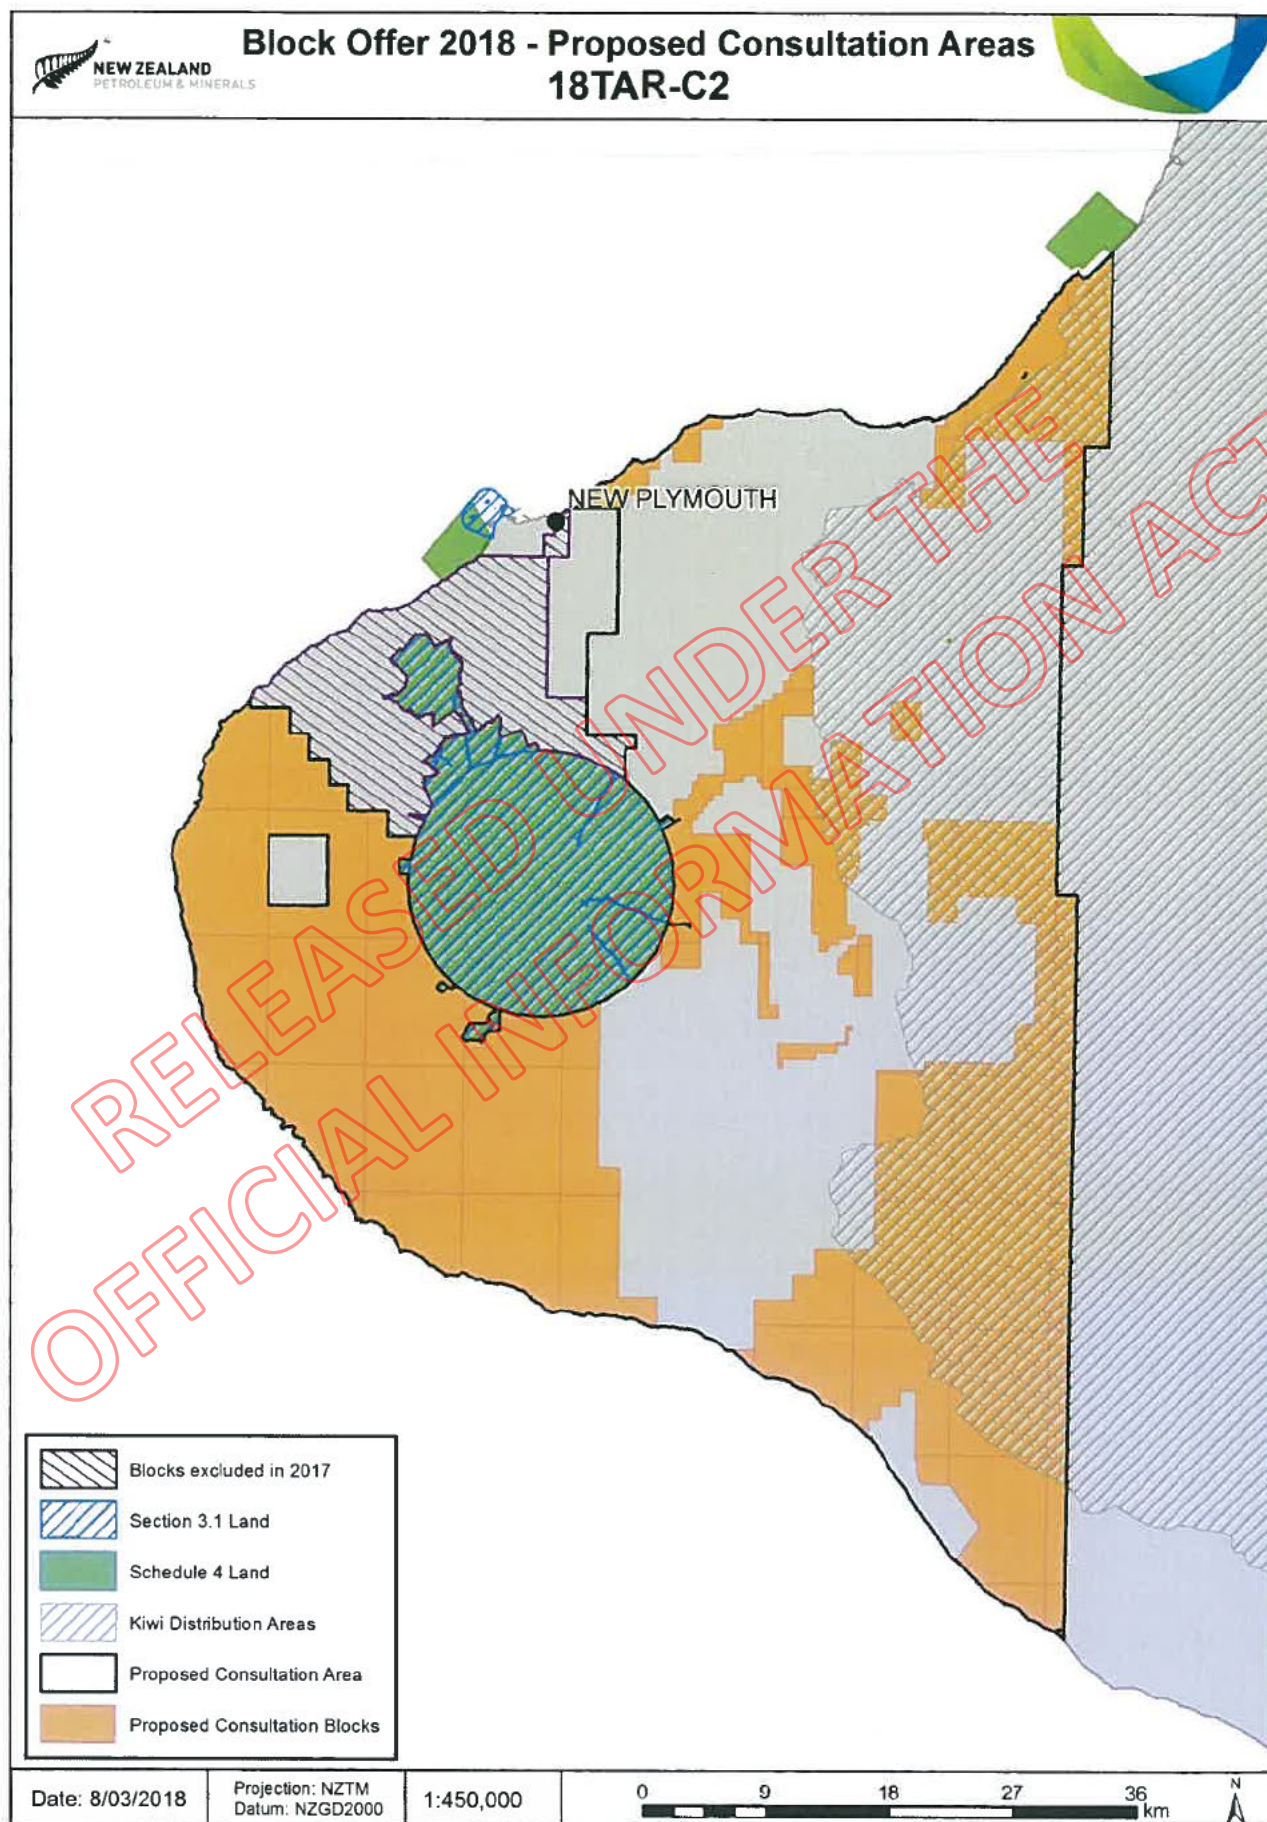 NEW ZEALAND
PETROLEUM & MINERALS
Block Offer 2018 - Proposed Consultation Areas
18TAR-C2
NEW PLYMOUTH
RELEASED UNDER THE
OFFICIAL INFORMATION ACT
Blocks excluded in 2017
Section 3.1 Land
Schedule 4 Land
Kiwi Distribution Areas
Proposed Consultation Area
Proposed Consultation Blocks
Date: 8/03/2018
Projection: NZTM
Datum: NZGD2000
1:450,000
0 9 18 27 36
km
N